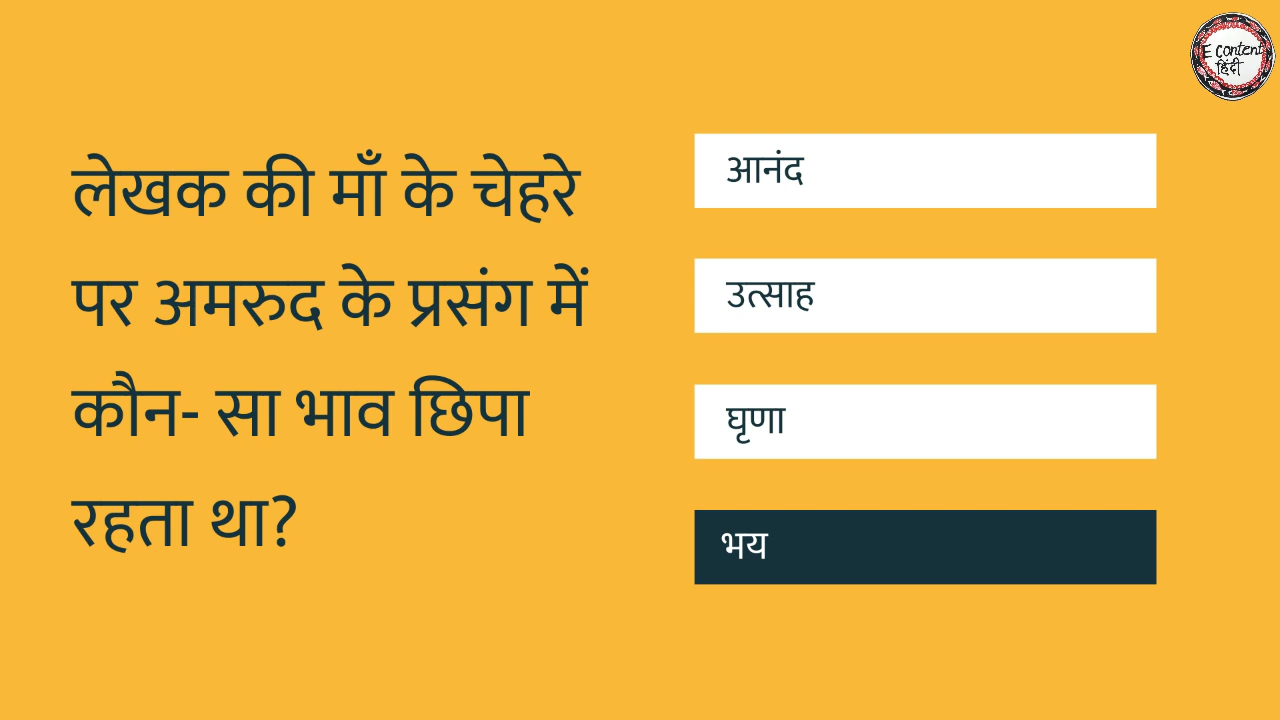 E Content
हिंदी
लेखक की माँ के चेहरे
पर अमरुद के प्रसंग में
कौन- सा भाव छिपा
रहता था?
आनंद
उत्साह
घृणा
भय